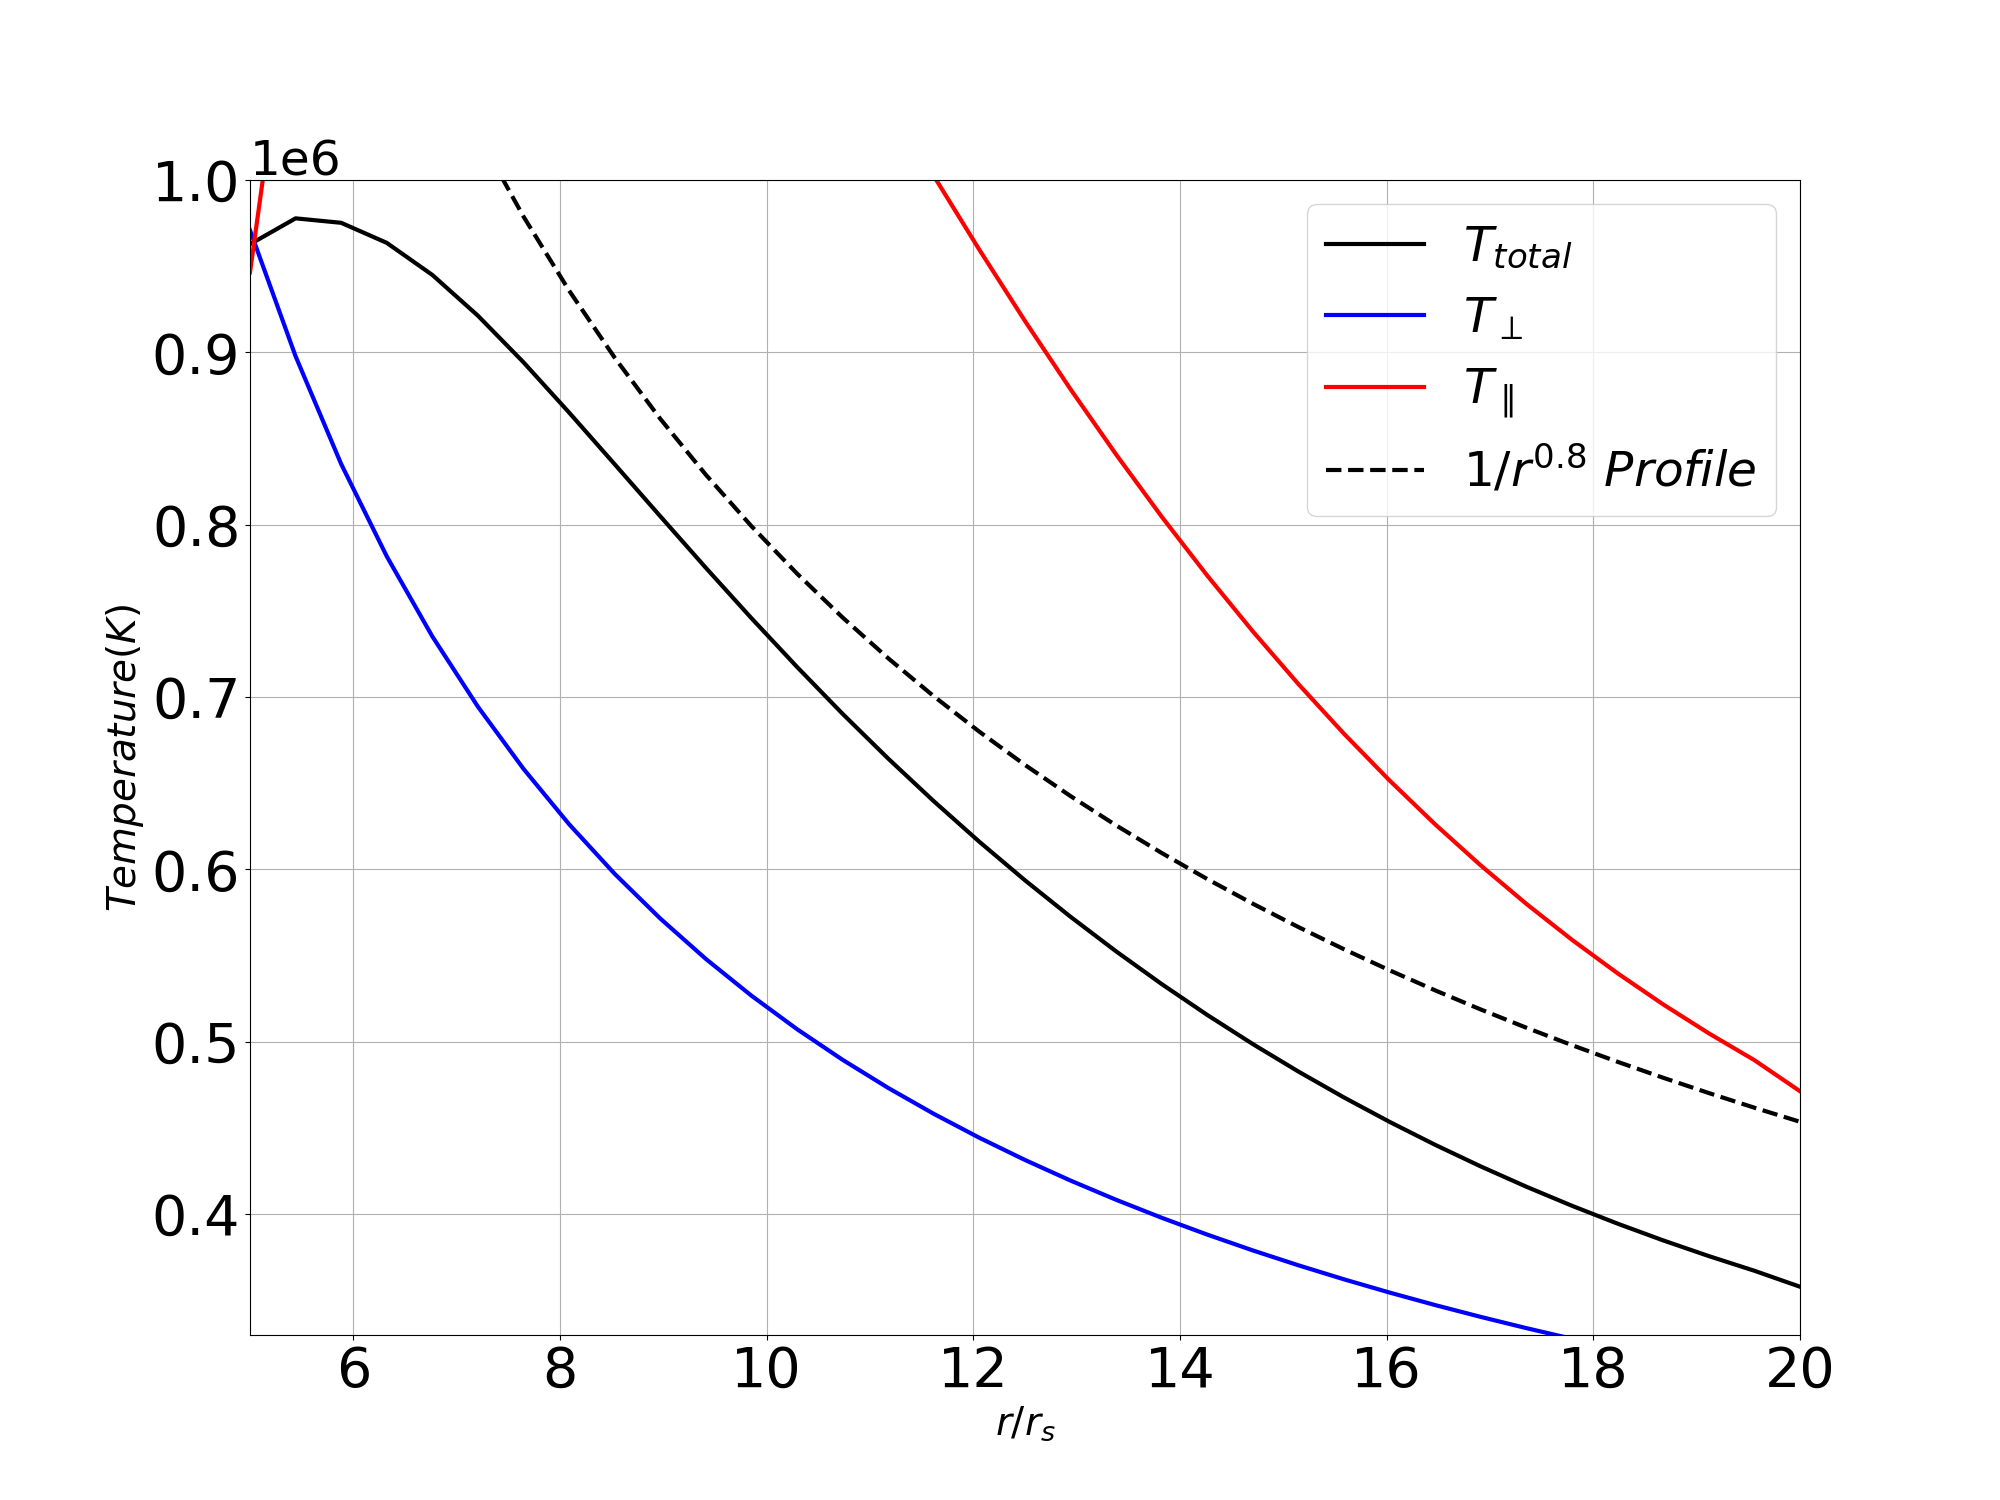 1e6
1.0
0.9
0.8
0.7
0.6
0.5
0.4
Temperature(K)
6 8 10 12 14 16 18 20
r/r_s
T_total
T_⊥
T_∥
1/r^0.8 Profile